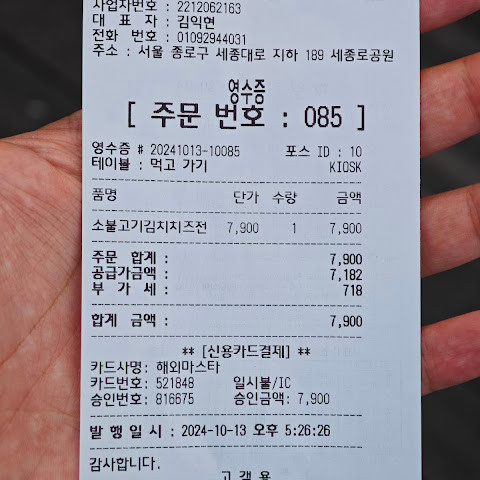 사업자번호 : 2212062163
대 표 자 : 김익현
전화 번호 : 01092944031
주소 : 서울 종로구 세종대로 지하 189 세종로공원
영수증
[ 주문 번호 : 085 ]
영수증 # 20241013-10085 포스 ID : 10
테이블 : 먹고 가기 KIOSK
품명 단가 수량 금액
소불고기김치치즈전 7,900 1 7,900
주문 합계 : 7,900
공급가금액 : 7,182
부 가 세 : 718
합계 금액 : 7,900
** [신용카드결제] **
카드사명: 해외마스타
카드번호: 521848 일시불/IC
승인번호: 816675 승인금액: 7,900
발 행 일 시 : 2024-10-13 오후 5:26:26
감사합니다.
고 객 용